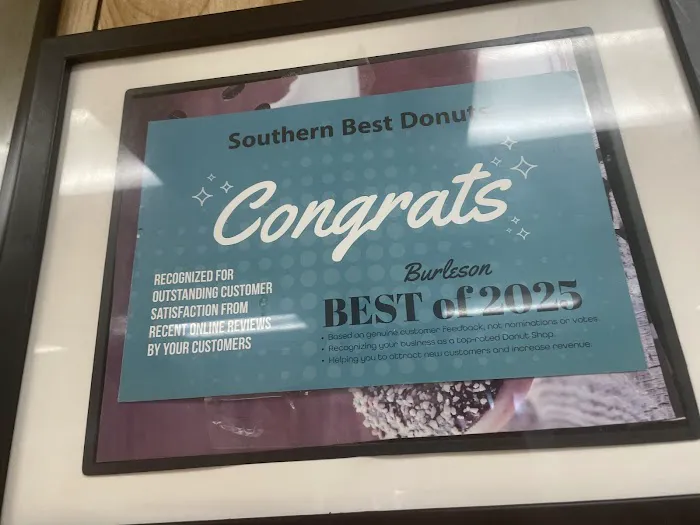 Southern Best Donuts
Congrats
RECOGNIZED FOR
OUTSTANDING CUSTOMER
SATISFACTION FROM
RECENT ONLINE REVIEWS
BY YOUR CUSTOMERS
Burleson
BEST of 2025
• Based on genuine customer feedback, not nominations or votes.
• Recognizing your business as a top-rated Donut Shop.
• Helping you to attract new customers and increase revenue.